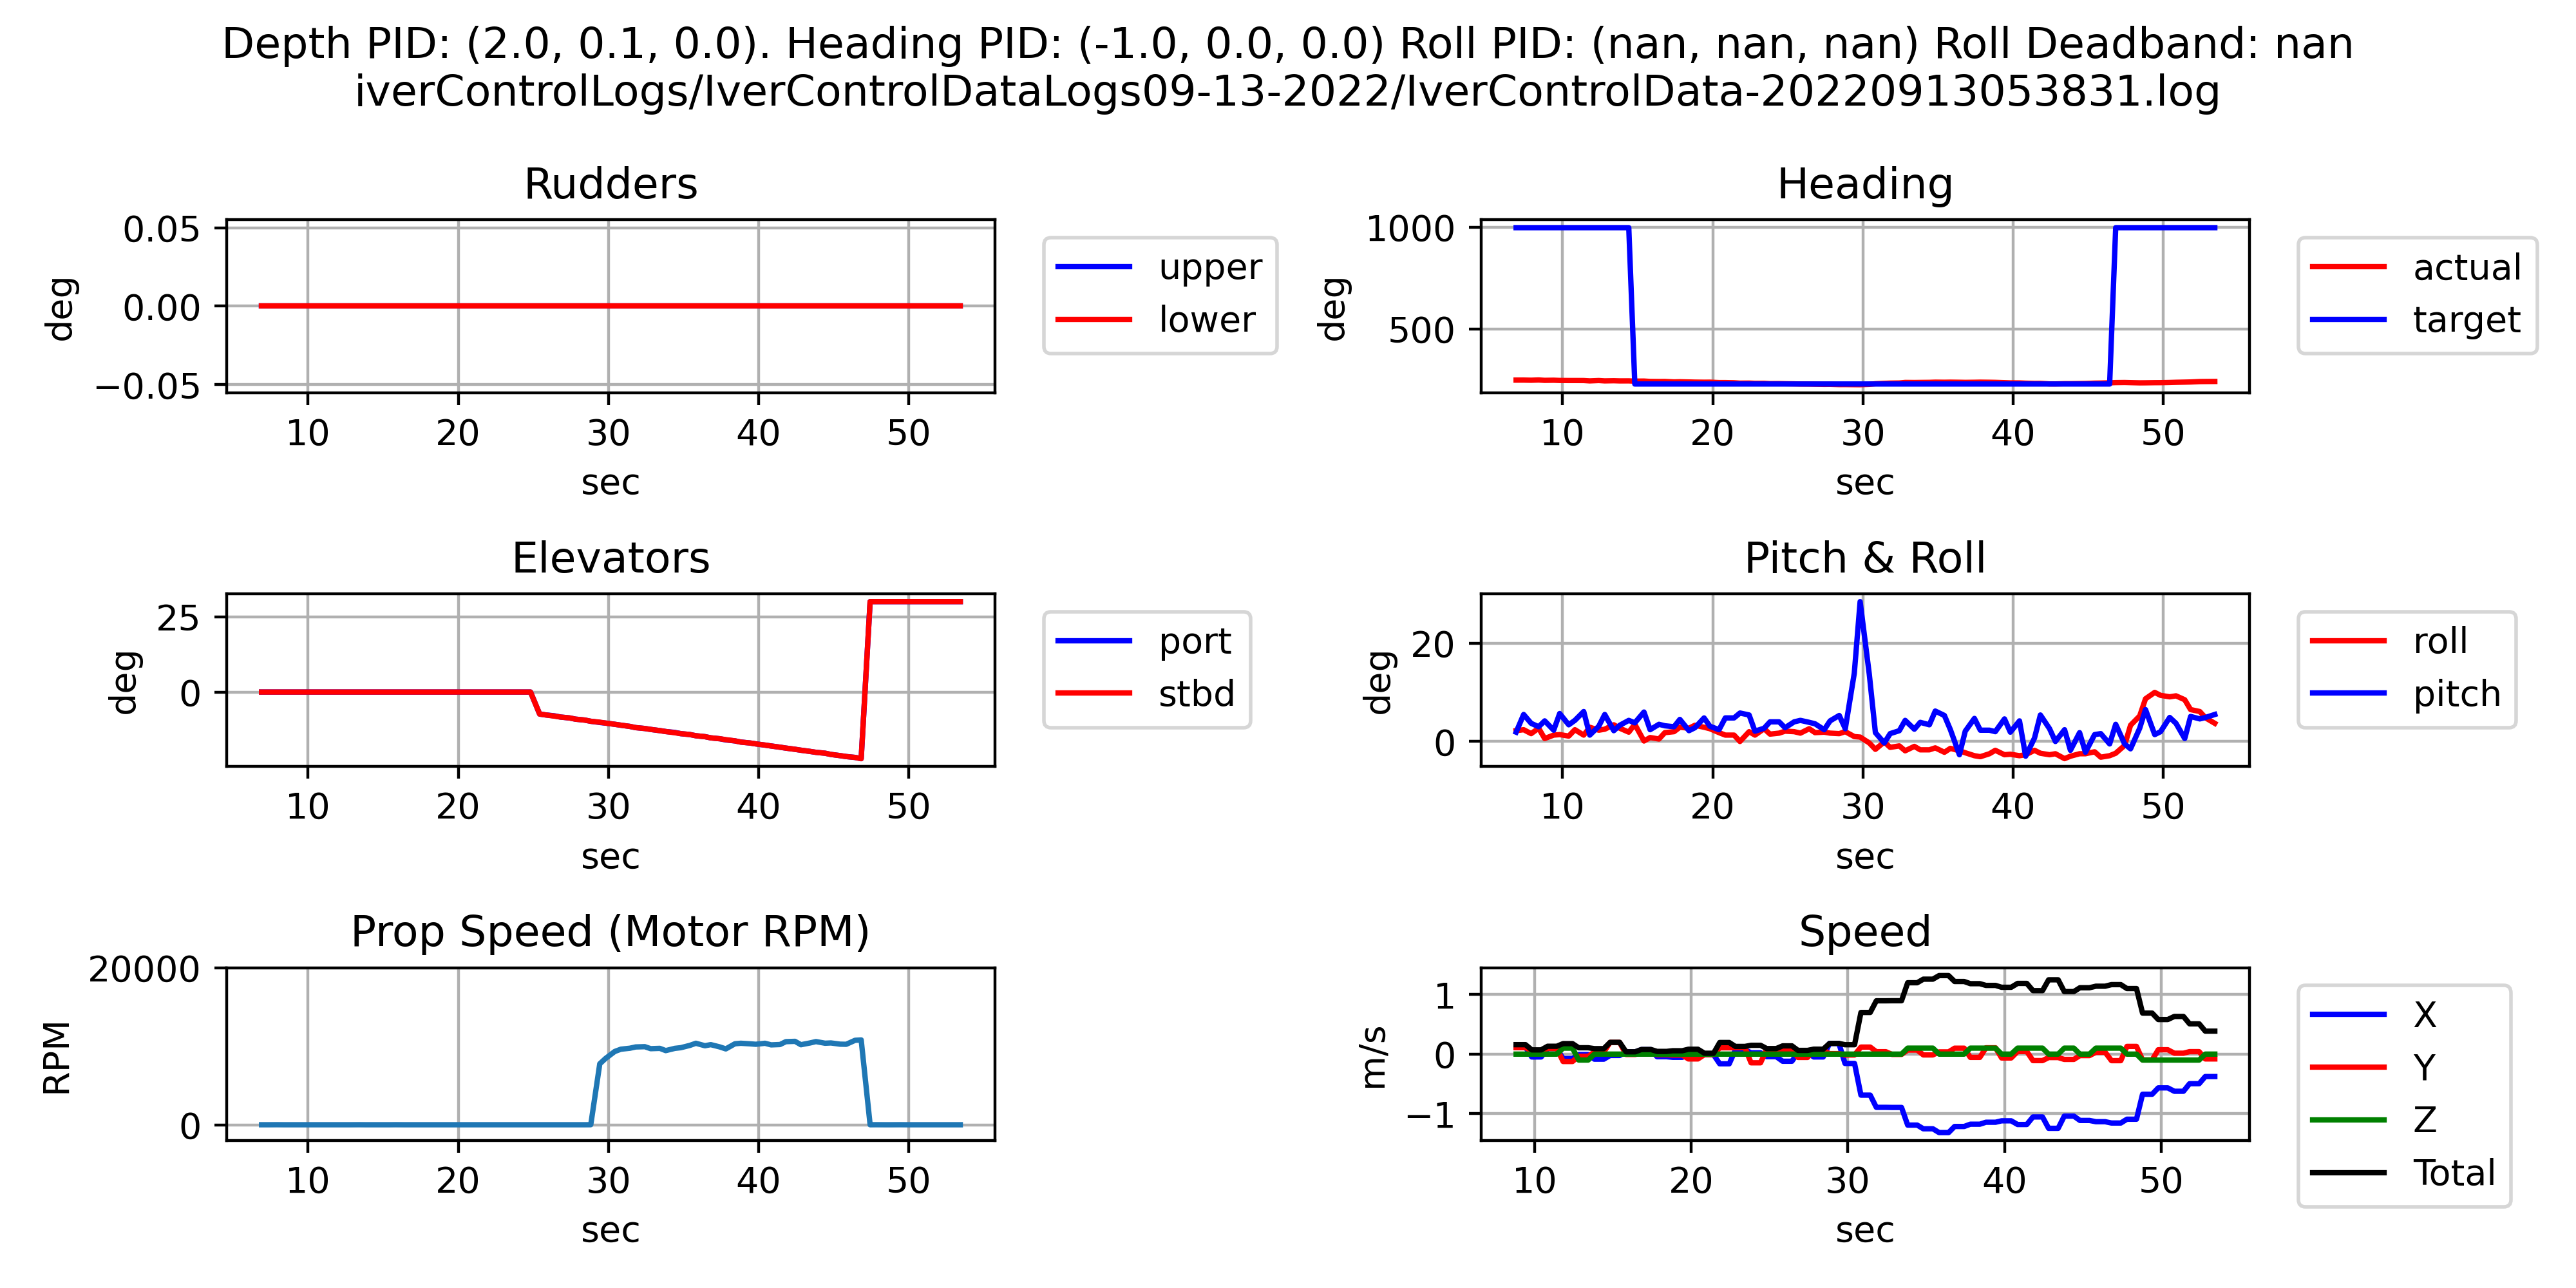 Depth PID: (2.0, 0.1, 0.0). Heading PID: (-1.0, 0.0, 0.0) Roll PID: (nan, nan, nan) Roll Deadband: nan
iverControlLogs/IverControlDataLogs09-13-2022/IverControlData-20220913053831.log
Rudders
0.05
0.00
−0.05
deg
10 20 30 40 50
sec
upper
lower
Heading
1000
500
deg
10 20 30 40 50
sec
actual
target
Elevators
25
0
deg
10 20 30 40 50
sec
port
stbd
Pitch & Roll
20
0
deg
10 20 30 40 50
sec
roll
pitch
Prop Speed (Motor RPM)
20000
0
RPM
10 20 30 40 50
sec
Speed
1
0
−1
m/s
10 20 30 40 50
sec
X
Y
Z
Total